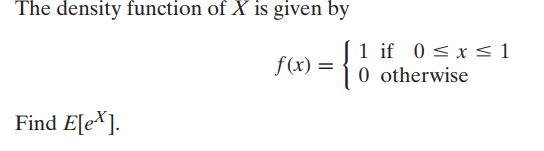 The density function of X is given by
f(x) = { 1 if 0 ≤ x ≤ 1
0 otherwise
Find E[e^X].